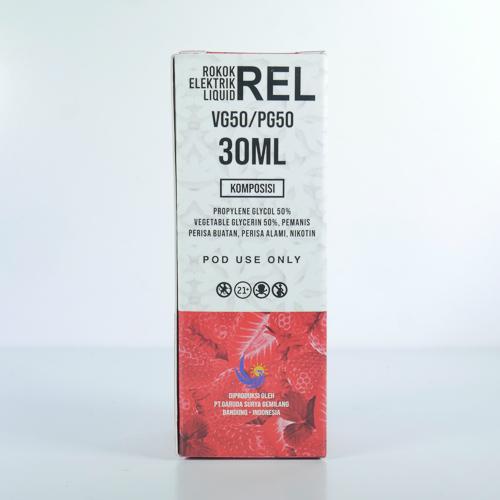 ROKOK
ELEKTRIK
LIQUID
REL
VG50/PG50
30ML
KOMPOSISI
PROPYLENE GLYCOL 50%
VEGETABLE GLYCERIN 50%, PEMANIS
PERISA BUATAN, PERISA ALAMI, NIKOTIN
POD USE ONLY
21+
DIPRODUKSI OLEH
PT.GARUDA SURYA GEMILANG
BANDUNG - INDONESIA